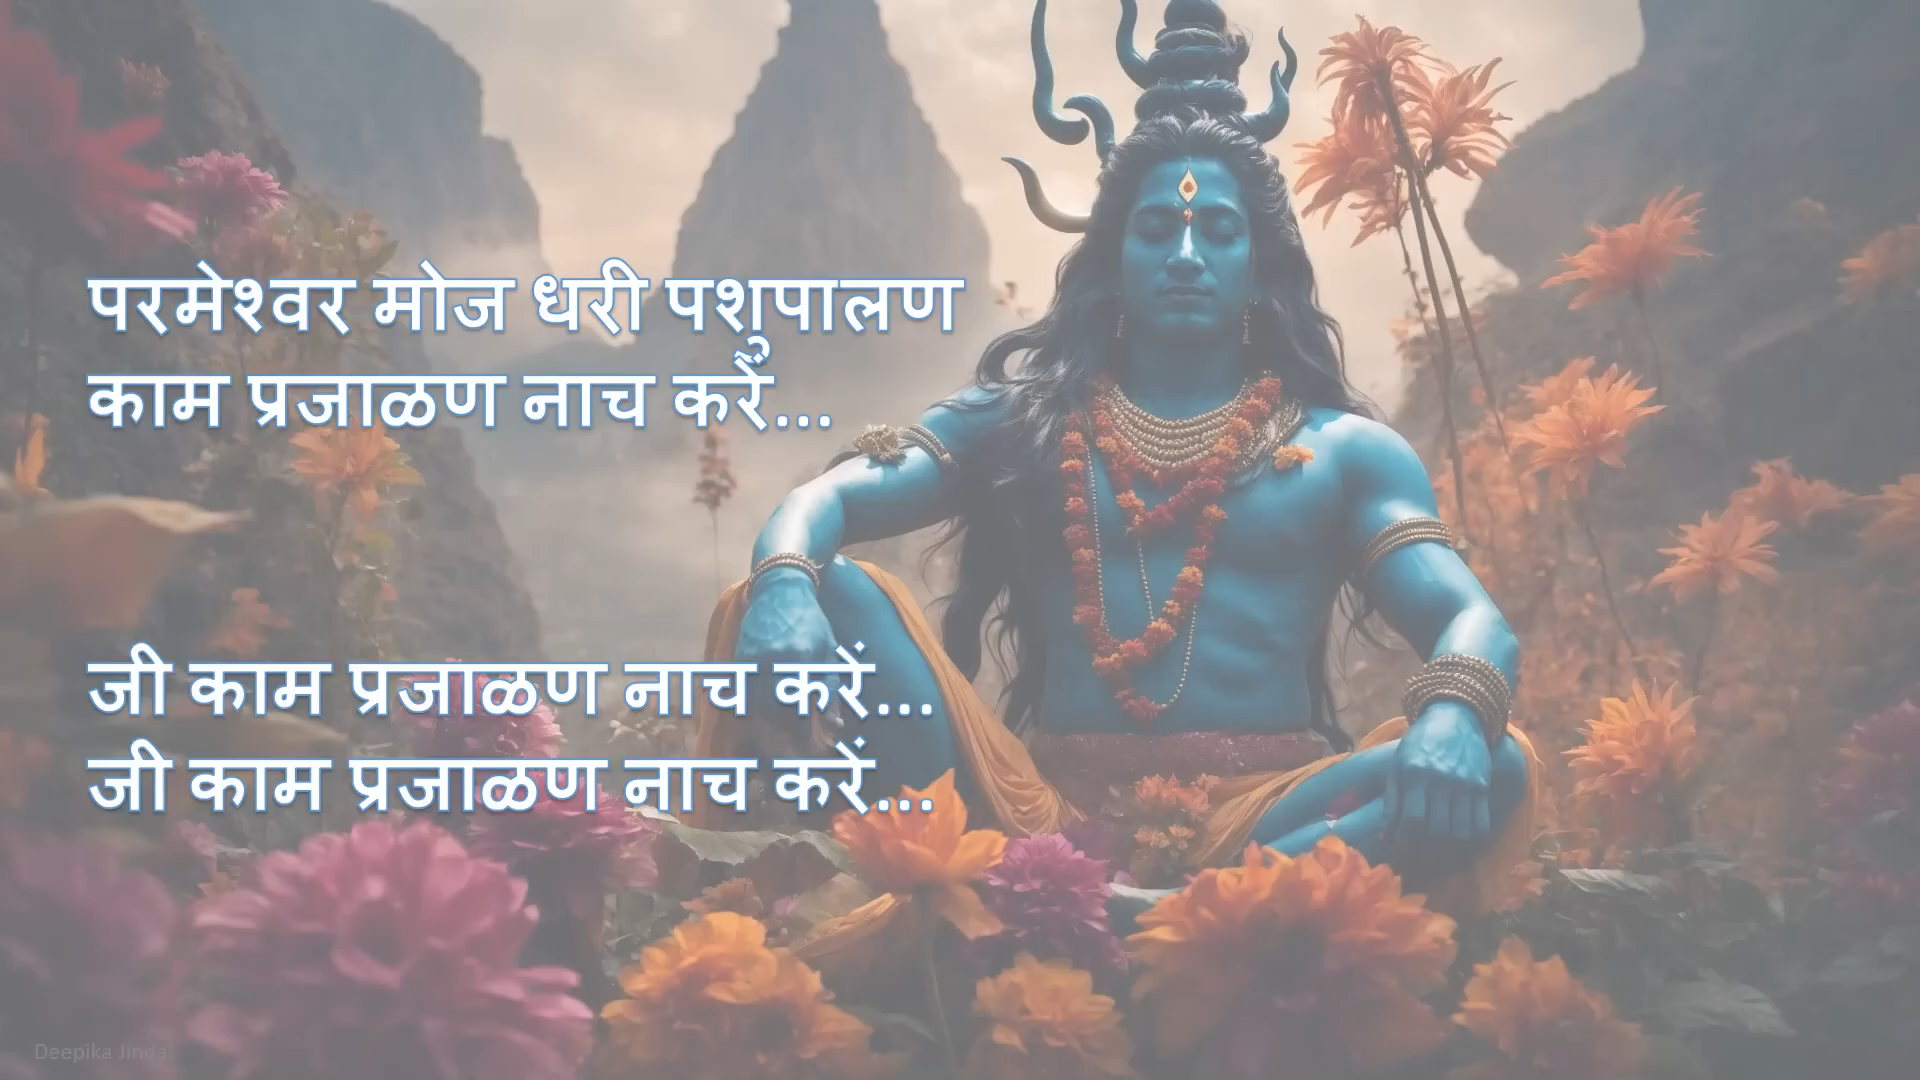 परमेश्वर मोज धरी पशुपालण
काम प्रजाळण नाच करें...
जी काम प्रजाळण नाच करें...
जी काम प्रजाळण नाच करें...
Deepika Jindal